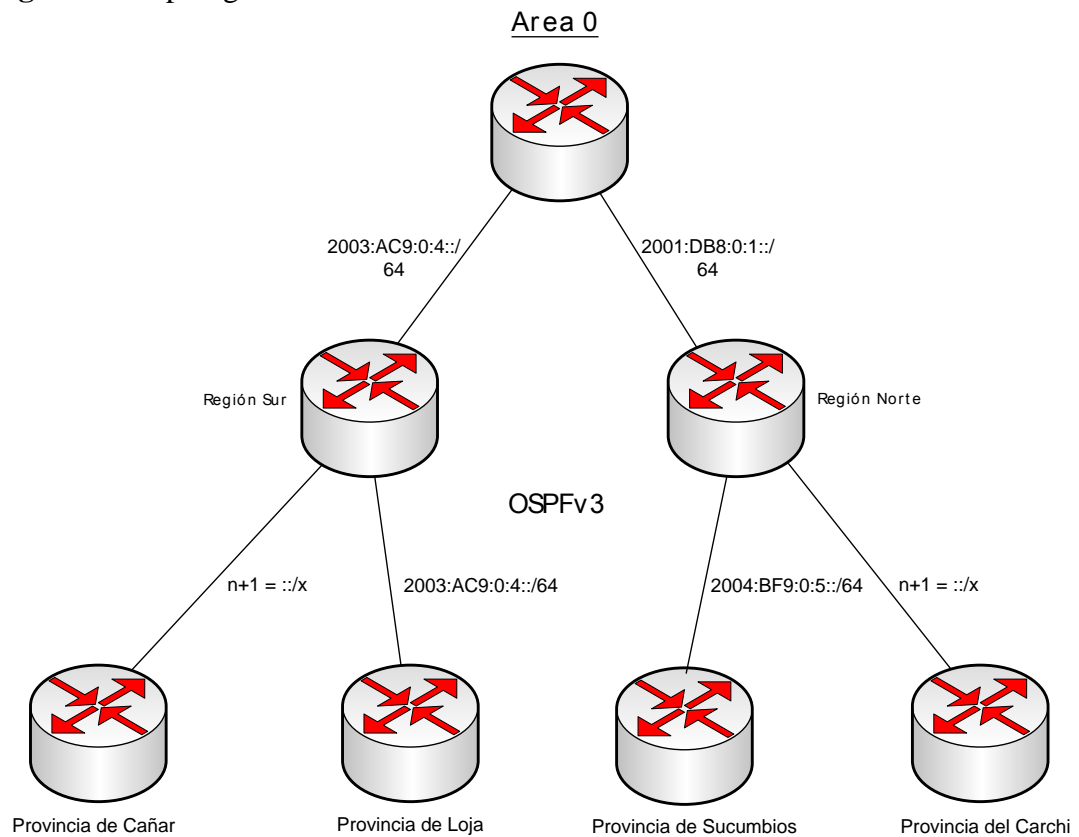 Area 0
2003:AC9:0:4::/
64
2001:DB8:0:1::/
64
Región Sur
Región Norte
OSPFv3
n+1 = ::/x
2003:AC9:0:4::/64
2004:BF9:0:5::/64
n+1 = ::/x
Provincia de Cañar
Provincia de Loja
Provincia de Sucumbios
Provincia del Carchi